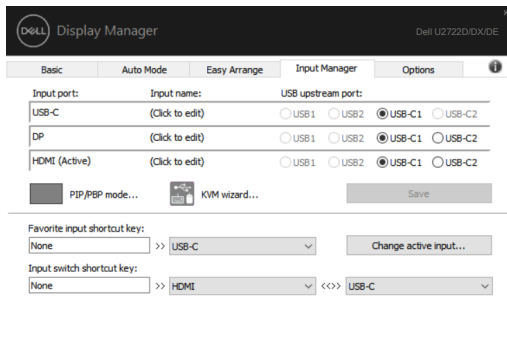 DELL Display Manager Dell U2722D/DX/DE
Basic Auto Mode Easy Arrange Input Manager Options
Input port: Input name: USB upstream port:
USB-C (Click to edit) USB1 USB2 USB-C1 USB-C2
DP (Click to edit) USB1 USB2 USB-C1 USB-C2
HDMI (Active) (Click to edit) USB1 USB2 USB-C1 USB-C2
PIP/PBP mode... KVM wizard... Save
Favorite input shortcut key:
None >> USB-C Change active input...
Input switch shortcut key:
None >> HDMI <<>> USB-C